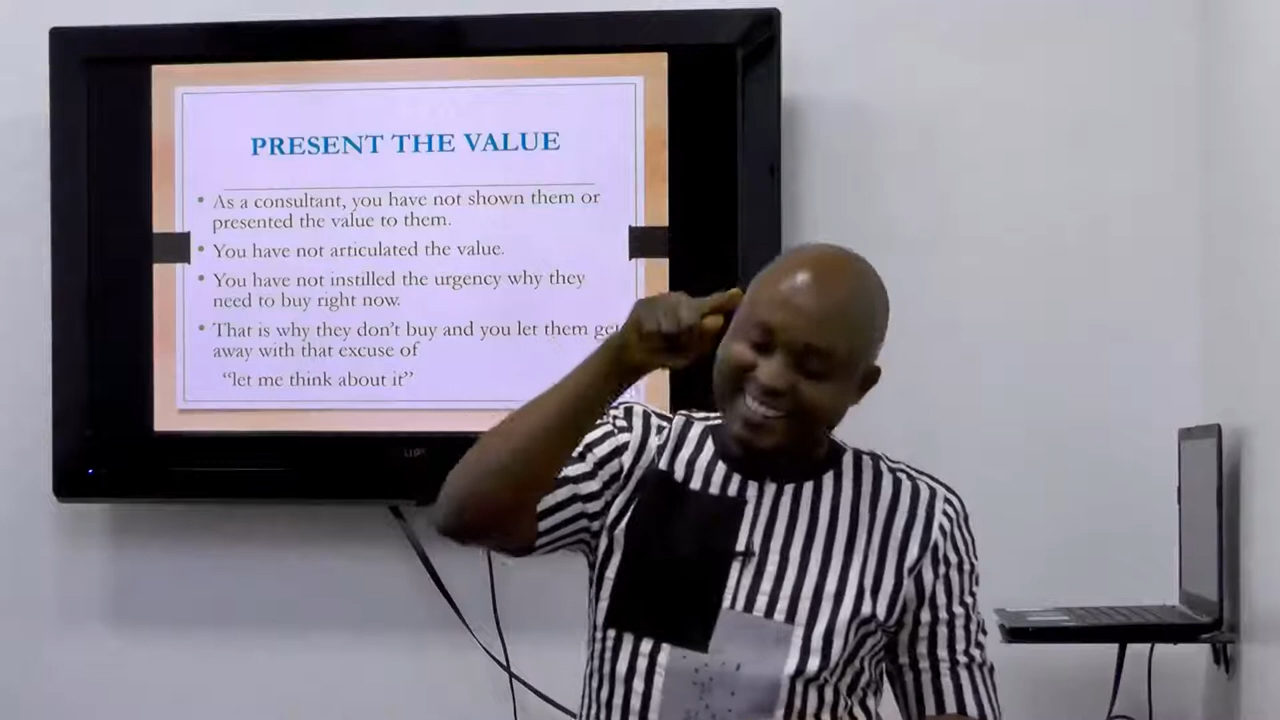 PRESENT THE VALUE
• As a consultant, you have not shown them or
presented the value to them.
• You have not articulated the value.
• You have not instilled the urgency why they
need to buy right now.
• That is why they don't buy and you let them get
away with that excuse of
“let me think about it”